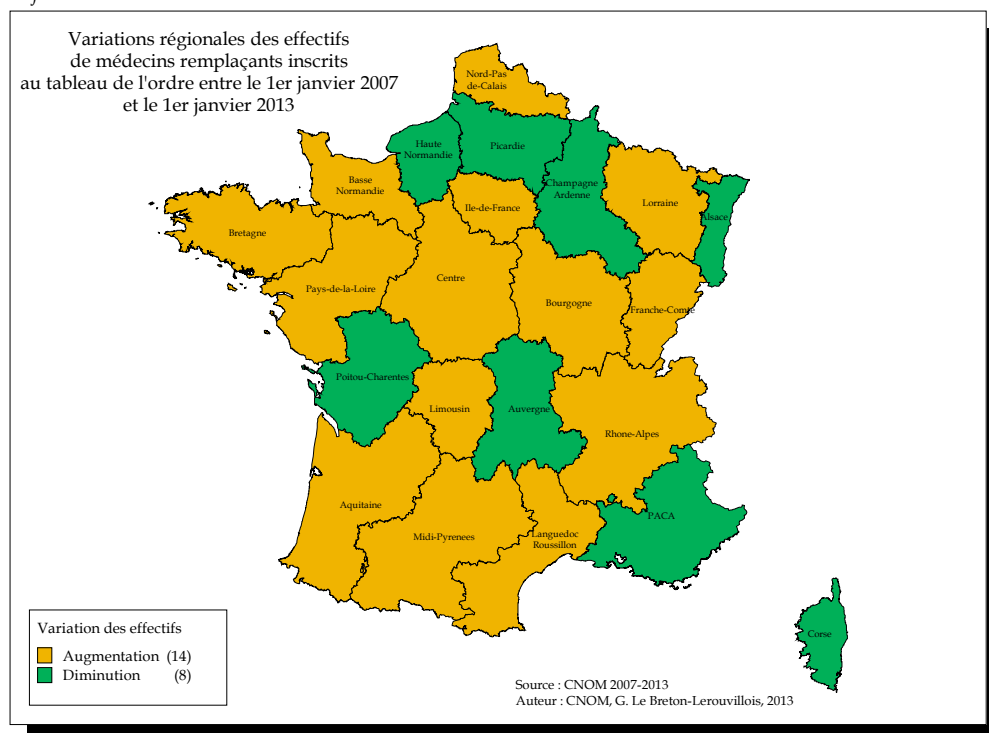 Variations régionales des effectifs
de médecins remplaçants inscrits
au tableau de l'ordre entre le 1er janvier 2007
et le 1er janvier 2013
Nord-Pas
de-Calais
Haute
Normandie
Picardie
Basse
Normandie
Ile-de-France
Champagne
Ardenne
Lorraine
Alsace
Bretagne
Pays-de-la-Loire
Centre
Bourgogne
Franche-Comte
Poitou-Charentes
Limousin
Auvergne
Rhone-Alpes
Aquitaine
Midi-Pyrenees
Languedoc
Roussillon
PACA
Corse
Variation des effectifs
Augmentation (14)
Diminution (8)
Source : CNOM 2007-2013
Auteur : CNOM, G. Le Breton-Lerouvillois, 2013